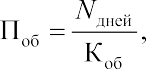 П_об = N_дней / К_об,